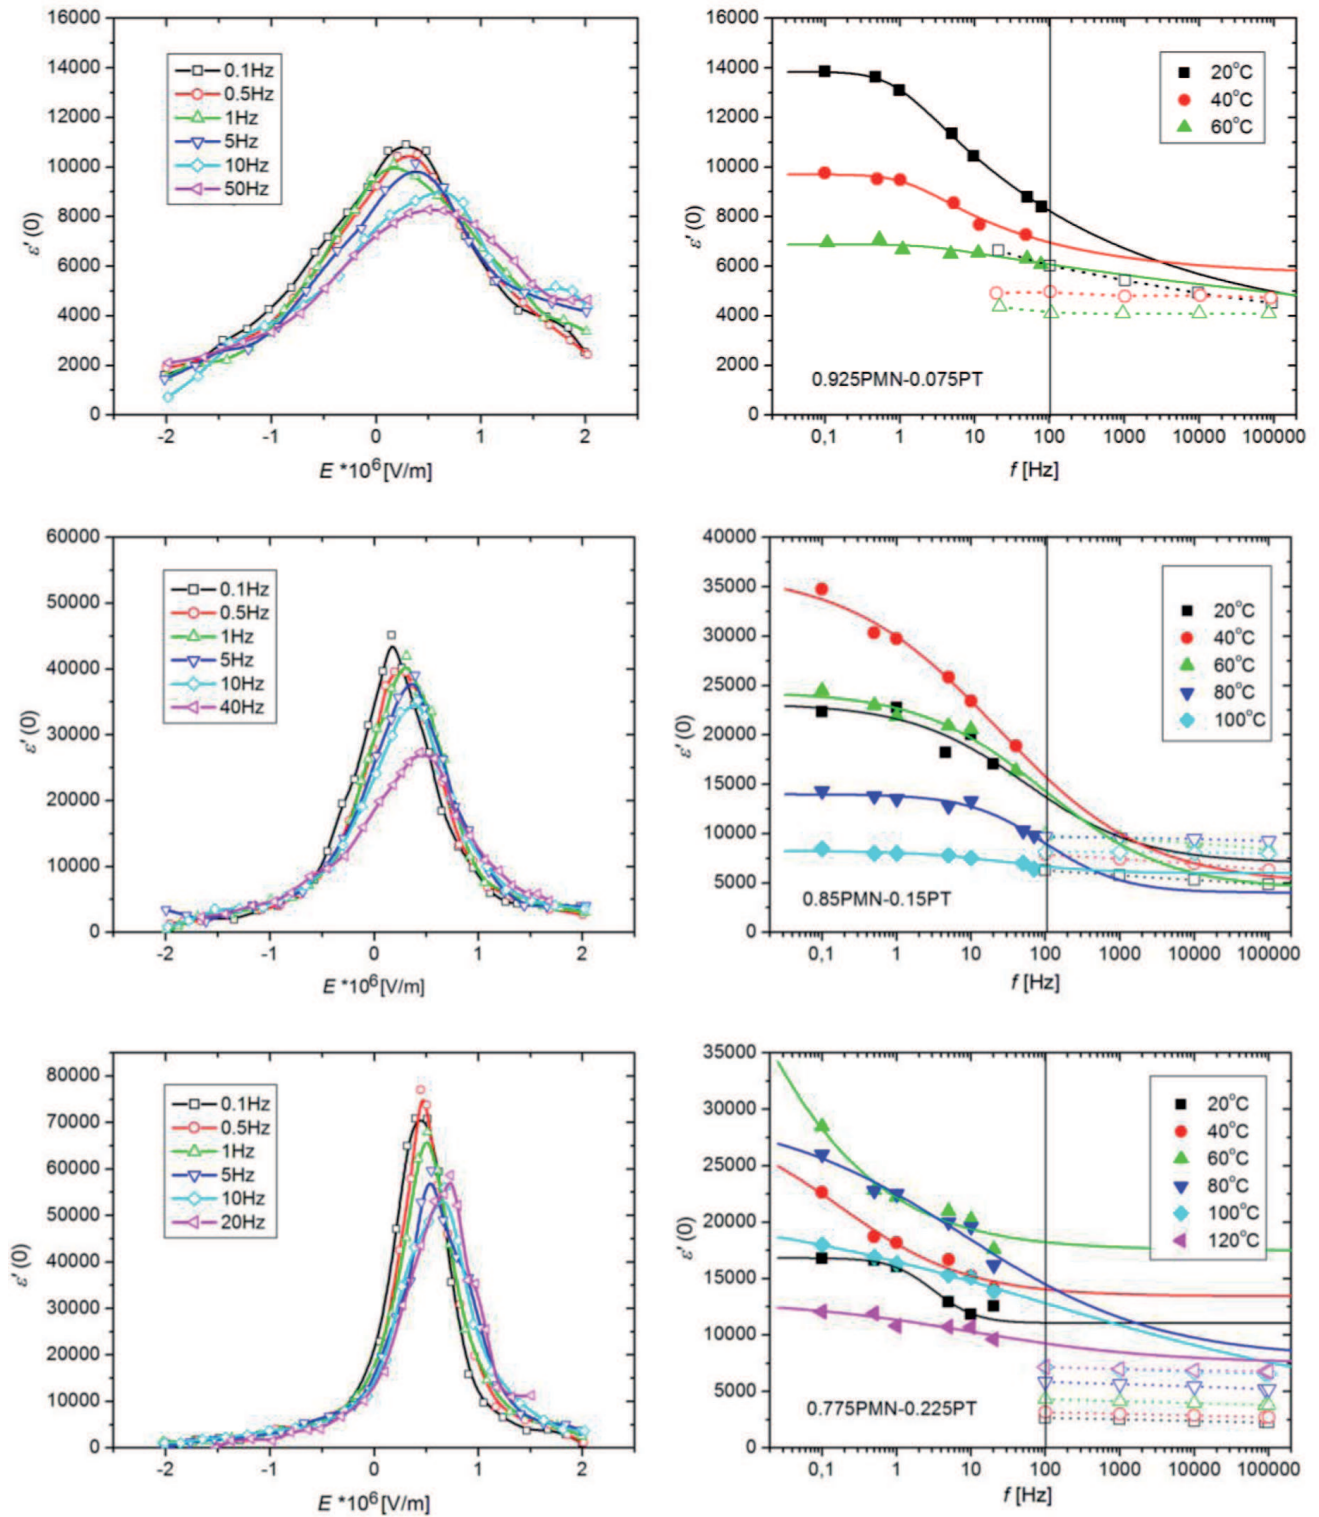 16000
14000
12000
10000
8000
6000
4000
2000
0
ε' (0)
0.1Hz
0.5Hz
1Hz
5Hz
10Hz
50Hz
-2 -1 0 1 2
E *10⁶[V/m]
16000
14000
12000
10000
8000
6000
4000
2000
0
ε' (0)
20°C
40°C
60°C
0.925PMN-0.075PT
0,1 1 10 100 1000 10000 100000
f [Hz]
60000
50000
40000
30000
20000
10000
0
ε' (0)
0.1Hz
0.5Hz
1Hz
5Hz
10Hz
40Hz
-2 -1 0 1 2
E *10⁶[V/m]
40000
35000
30000
25000
20000
15000
10000
5000
0
ε' (0)
20°C
40°C
60°C
80°C
100°C
0.85PMN-0.15PT
0,1 1 10 100 1000 10000 100000
f [Hz]
80000
70000
60000
50000
40000
30000
20000
10000
0
ε' (0)
0.1Hz
0.5Hz
1Hz
5Hz
10Hz
20Hz
-2 -1 0 1 2
E *10⁶[V/m]
35000
30000
25000
20000
15000
10000
5000
0
ε' (0)
20°C
40°C
60°C
80°C
100°C
120°C
0.775PMN-0.225PT
0,1 1 10 100 1000 10000 100000
f [Hz]